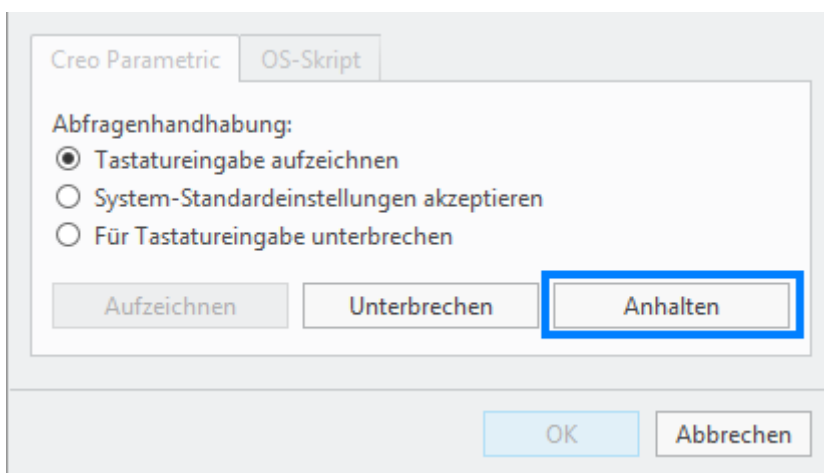 Creo Parametric OS-Skript
Abfragenhandhabung:
Tastatureingabe aufzeichnen
System-Standardeinstellungen akzeptieren
Für Tastatureingabe unterbrechen
Aufzeichnen Unterbrechen Anhalten
OK Abbrechen